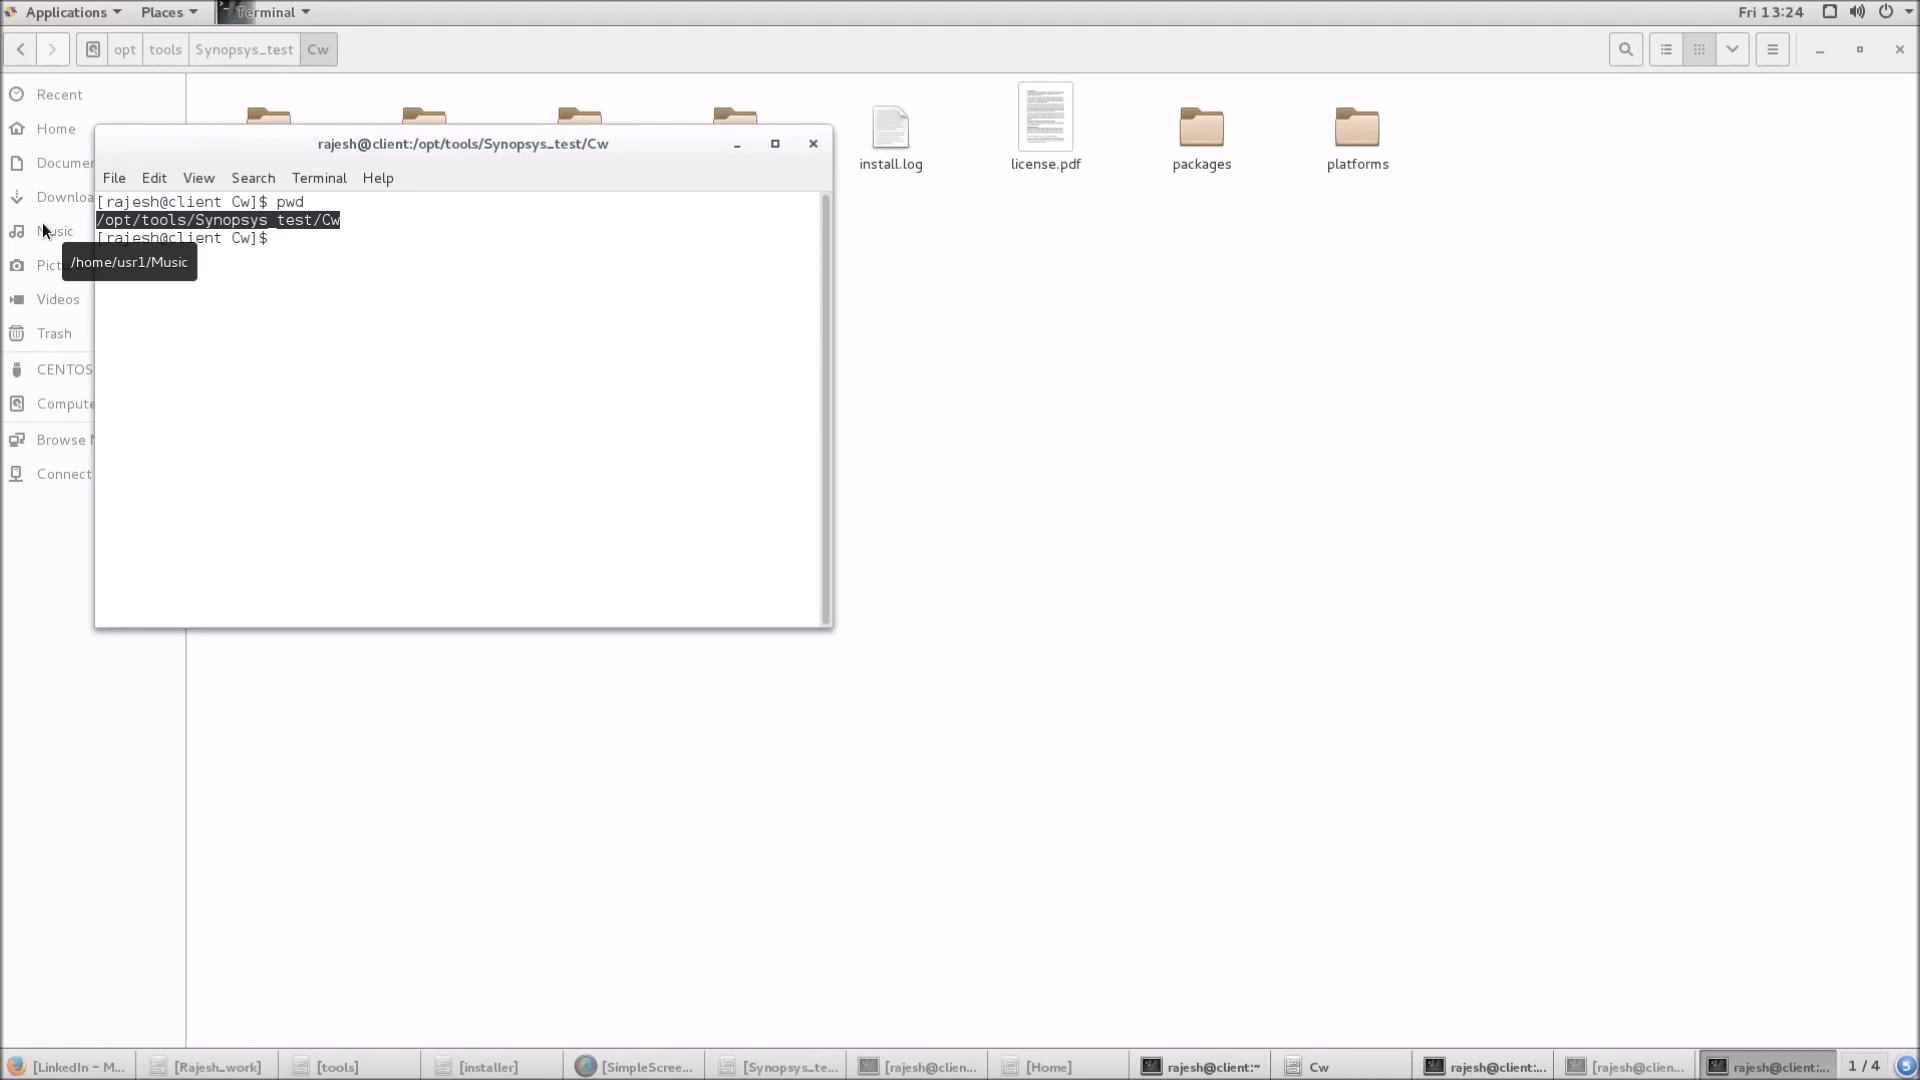 Applications
Places
Terminal
Fri 13:24
opt
tools
Synopsys_test
Cw
Recent
Home
Documen
Downloa
Music
Pict
Videos
Trash
CENTOS
Compute
Browse N
Connect
install.log
license.pdf
packages
platforms
rajesh@client:/opt/tools/Synopsys_test/Cw
File Edit View Search Terminal Help
[rajesh@client Cw]$ pwd
/opt/tools/Synopsys_test/Cw
[rajesh@client Cw]$
/home/usr1/Music
[LinkedIn – M...
[Rajesh_work]
[tools]
[installer]
[SimpleScree...
[Synopsys_te...
[rajesh@clien...
[Home]
rajesh@client:~
Cw
rajesh@client:...
[rajesh@clien...
rajesh@client:...
1 / 4
5